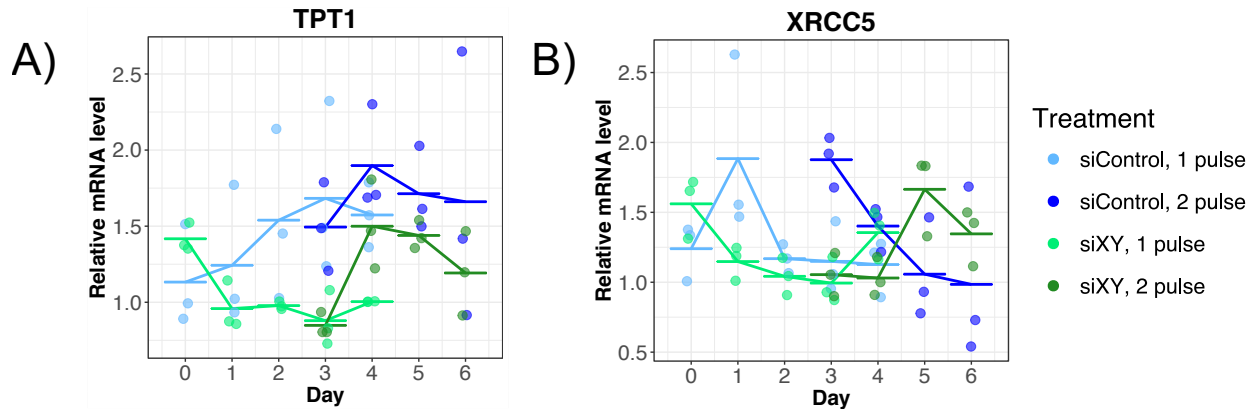 A)
TPT1
Relative mRNA level
2.5
2.0
1.5
1.0
0 1 2 3 4 5 6
Day
B)
XRCC5
Relative mRNA level
2.5
2.0
1.5
1.0
0.5
0 1 2 3 4 5 6
Day
Treatment
siControl, 1 pulse
siControl, 2 pulse
siXY, 1 pulse
siXY, 2 pulse